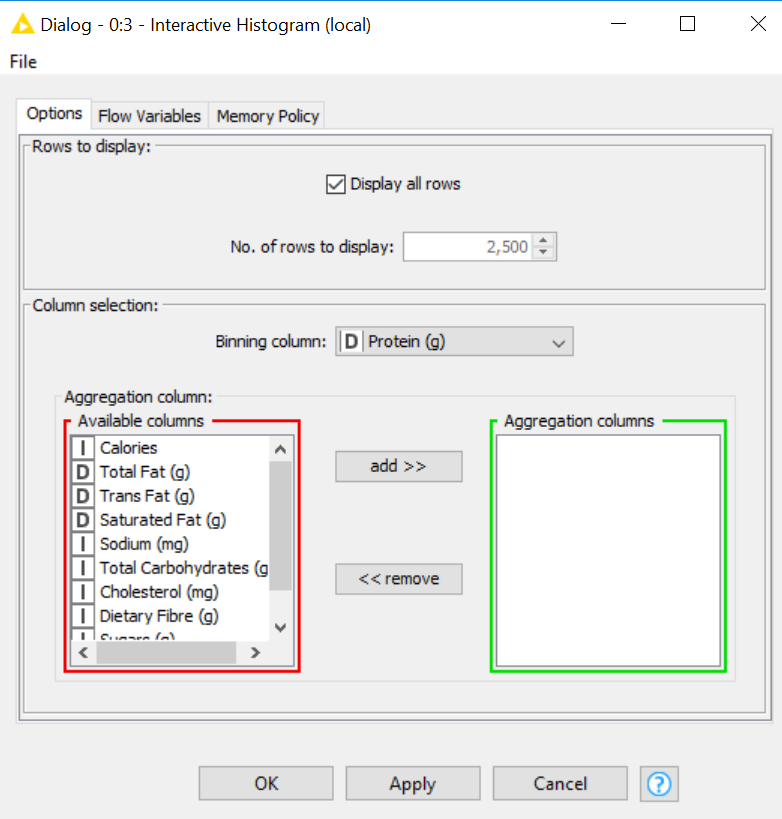 Dialog - 0:3 - Interactive Histogram (local)
File
Options Flow Variables Memory Policy
Rows to display:
Display all rows
No. of rows to display: 2,500
Column selection:
Binning column: D Protein (g)
Aggregation column:
Available columns
Aggregation columns
I Calories
D Total Fat (g)
D Trans Fat (g)
D Saturated Fat (g)
I Sodium (mg)
I Total Carbohydrates (g
I Cholesterol (mg)
I Dietary Fibre (g)
I Sugars (g)
add >>
<< remove
OK Apply Cancel ?